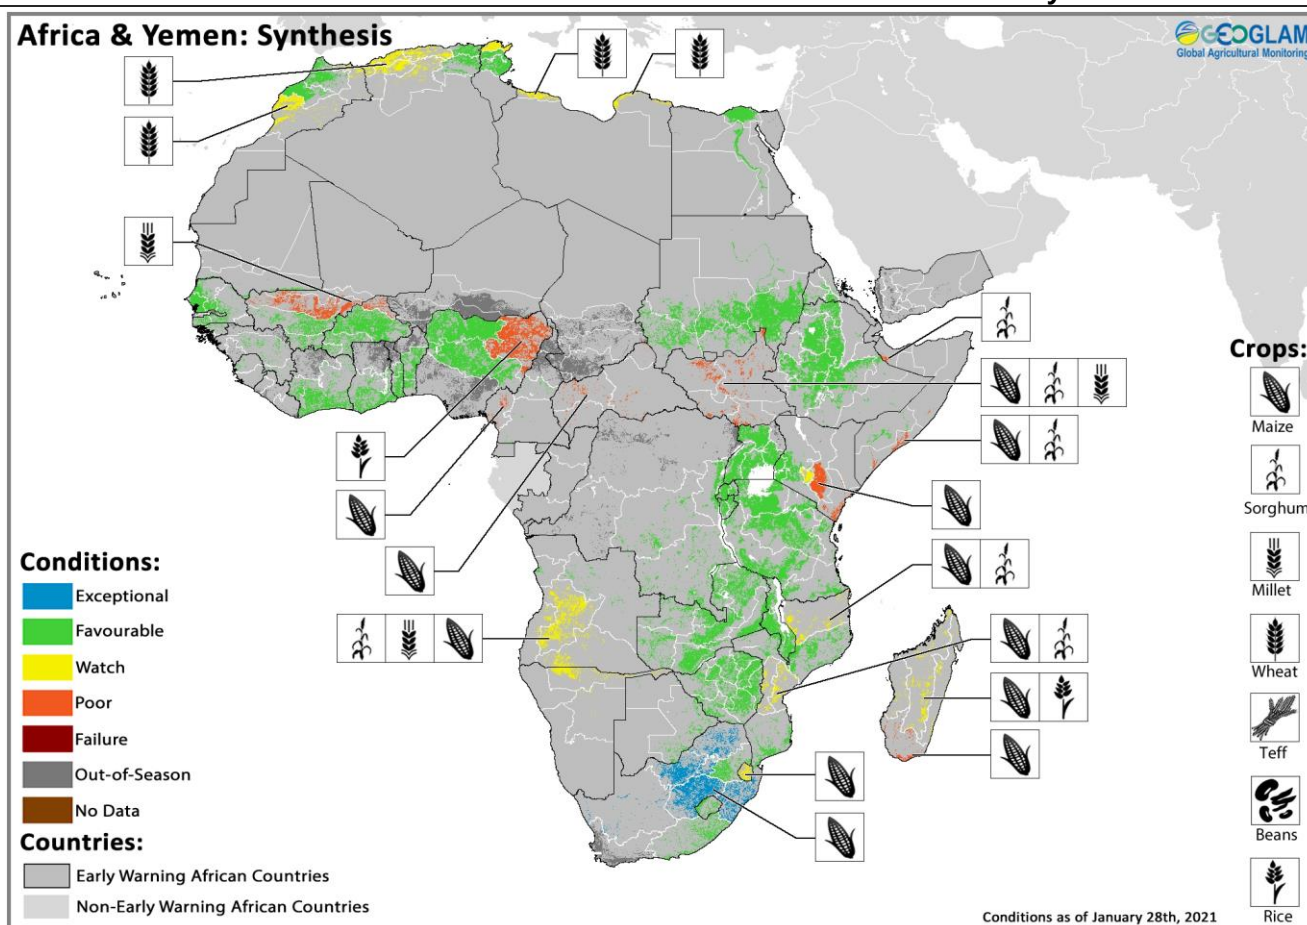 Africa & Yemen: Synthesis
GEOGLAM
Global Agricultural Monitoring
Crops:
Maize
Sorghum
Millet
Wheat
Teff
Beans
Rice
Conditions:
Exceptional
Favourable
Watch
Poor
Failure
Out-of-Season
No Data
Countries:
Early Warning African Countries
Non-Early Warning African Countries
Conditions as of January 28th, 2021